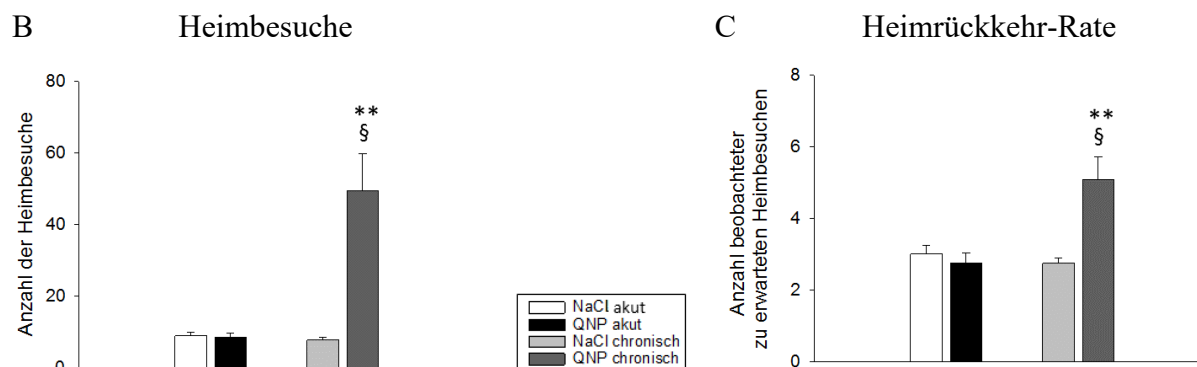 B Heimbesuche
80
60
40
20
0
Anzahl der Heimbesuche
**
§
NaCl akut
QNP akut
NaCl chronisch
QNP chronisch
C Heimrückkehr-Rate
8
6
4
2
0
Anzahl beobachteter
zu erwarteten Heimbesuchen
**
§